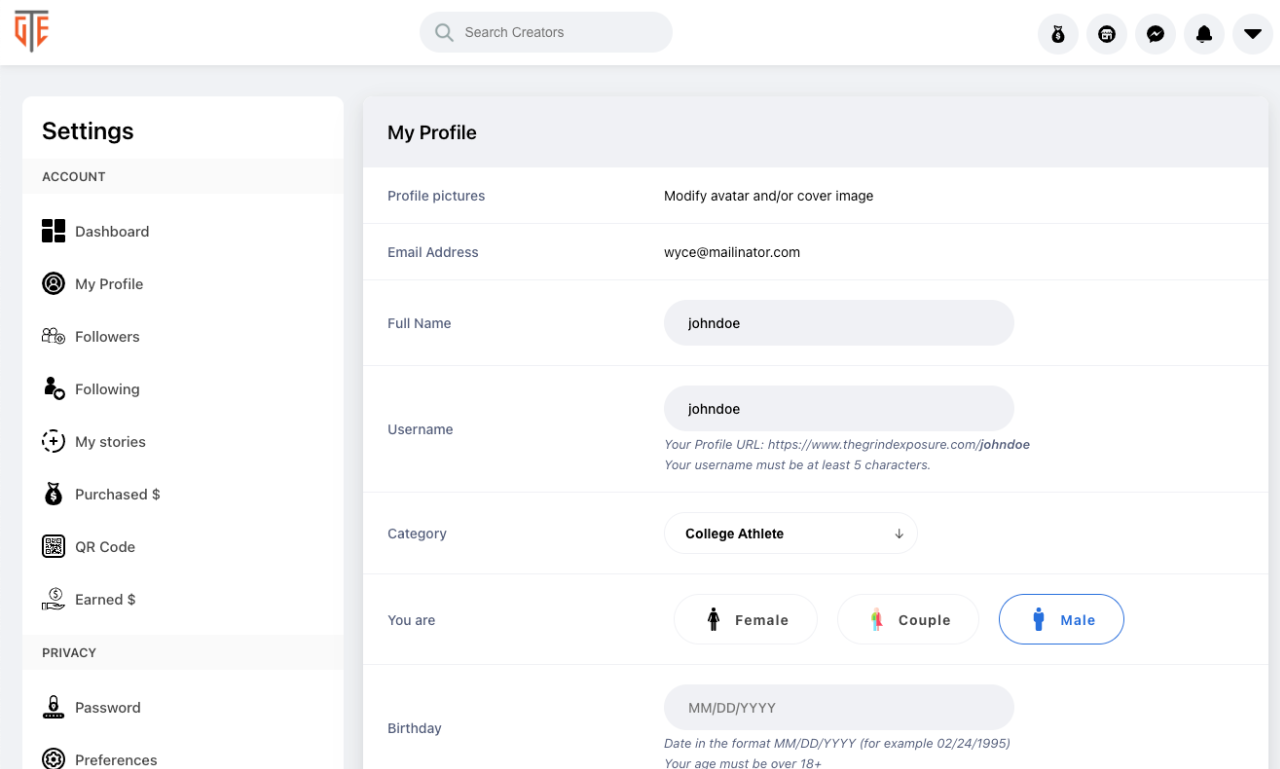 GTE
Search Creators
Settings
ACCOUNT
Dashboard
My Profile
Followers
Following
My stories
Purchased $
QR Code
Earned $
PRIVACY
Password
Preferences
My Profile
Profile pictures
Modify avatar and/or cover image
Email Address
wyce@mailinator.com
Full Name
johndoe
Username
johndoe
Your Profile URL: https://www.thegrindexposure.com/johndoe
Your username must be at least 5 characters.
Category
College Athlete
You are
Female
Couple
Male
Birthday
MM/DD/YYYY
Date in the format MM/DD/YYYY (for example 02/24/1995)
Your age must be over 18+